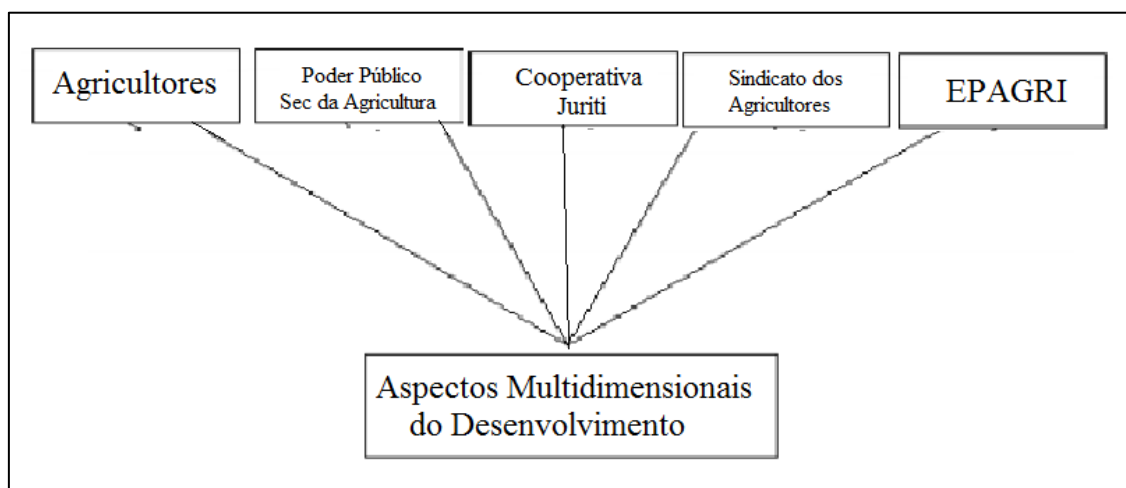 Agricultores
Poder Público
Sec da Agricultura
Cooperativa
Juriti
Sindicato dos
Agricultores
EPAGRI
Aspectos Multidimensionais
do Desenvolvimento